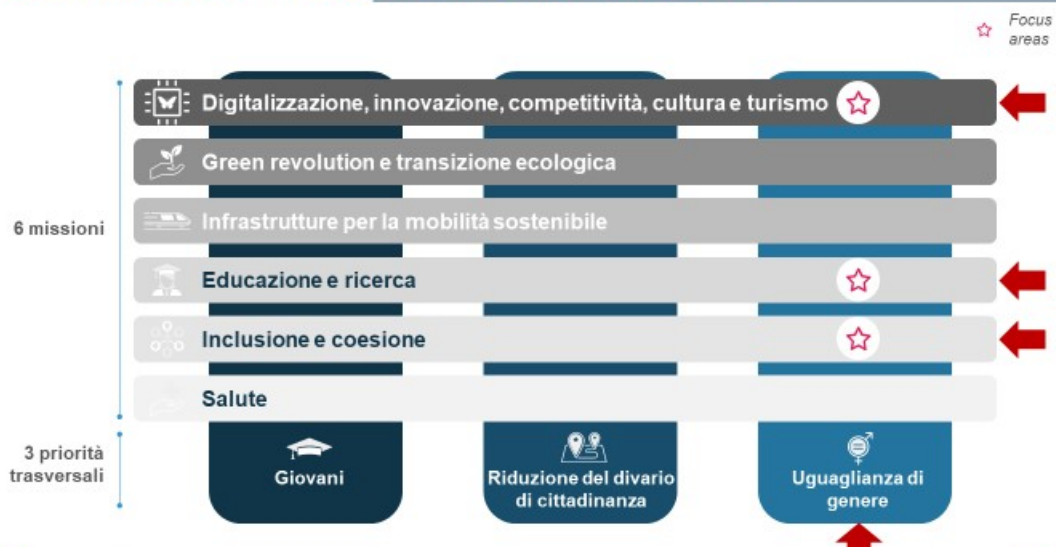 Focus
areas
Digitalizzazione, innovazione, competitività, cultura e turismo
Green revolution e transizione ecologica
Infrastrutture per la mobilità sostenibile
6 missioni
Educazione e ricerca
Inclusione e coesione
Salute
3 priorità
trasversali
Giovani
Riduzione del divario
di cittadinanza
Uguaglianza di
genere